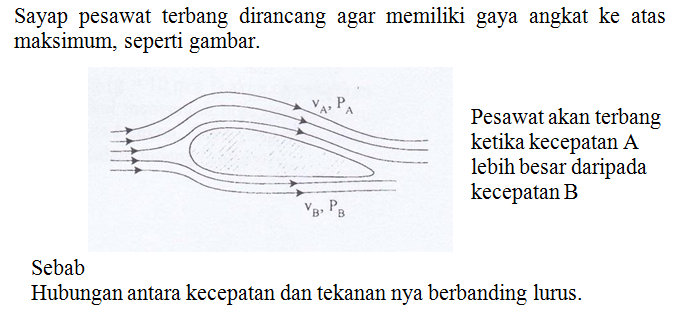 Sayap pesawat terbang dirancang agar memiliki gaya angkat ke atas
maksimum, seperti gambar.
v_A, P_A
Pesawat akan terbang
ketika kecepatan A
lebih besar daripada
kecepatan B
v_B, P_B
Sebab
Hubungan antara kecepatan dan tekanan nya berbanding lurus.